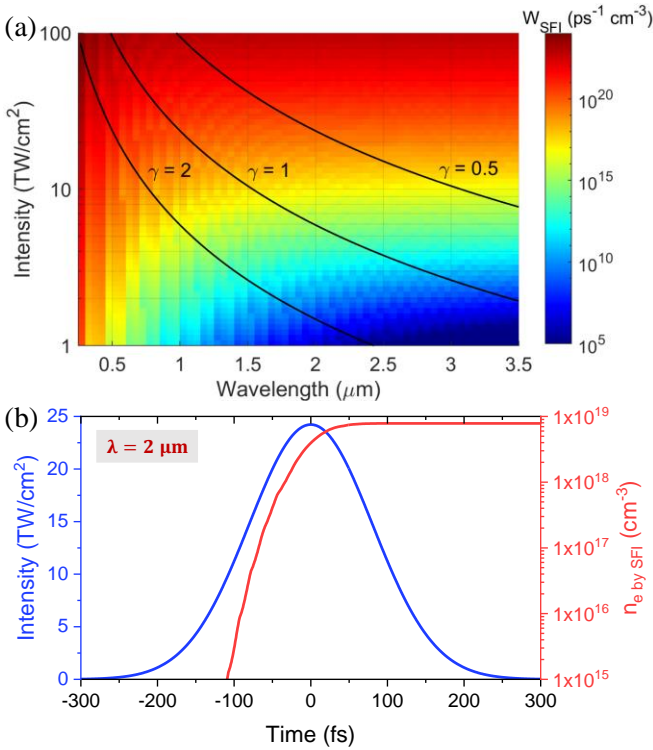 (a)
W_SFI (ps⁻¹ cm⁻³)
Intensity (TW/cm²)
100
10
1
γ = 2
γ = 1
γ = 0.5
10²⁰
10¹⁵
10¹⁰
10⁵
0.5 1 1.5 2 2.5 3 3.5
Wavelength (μm)
(b)
λ = 2 μm
Intensity (TW/cm²)
25
20
15
10
5
0
1x10¹⁹
1x10¹⁸
1x10¹⁷
1x10¹⁶
1x10¹⁵
n_e by SFI (cm⁻³)
-300 -200 -100 0 100 200 300
Time (fs)